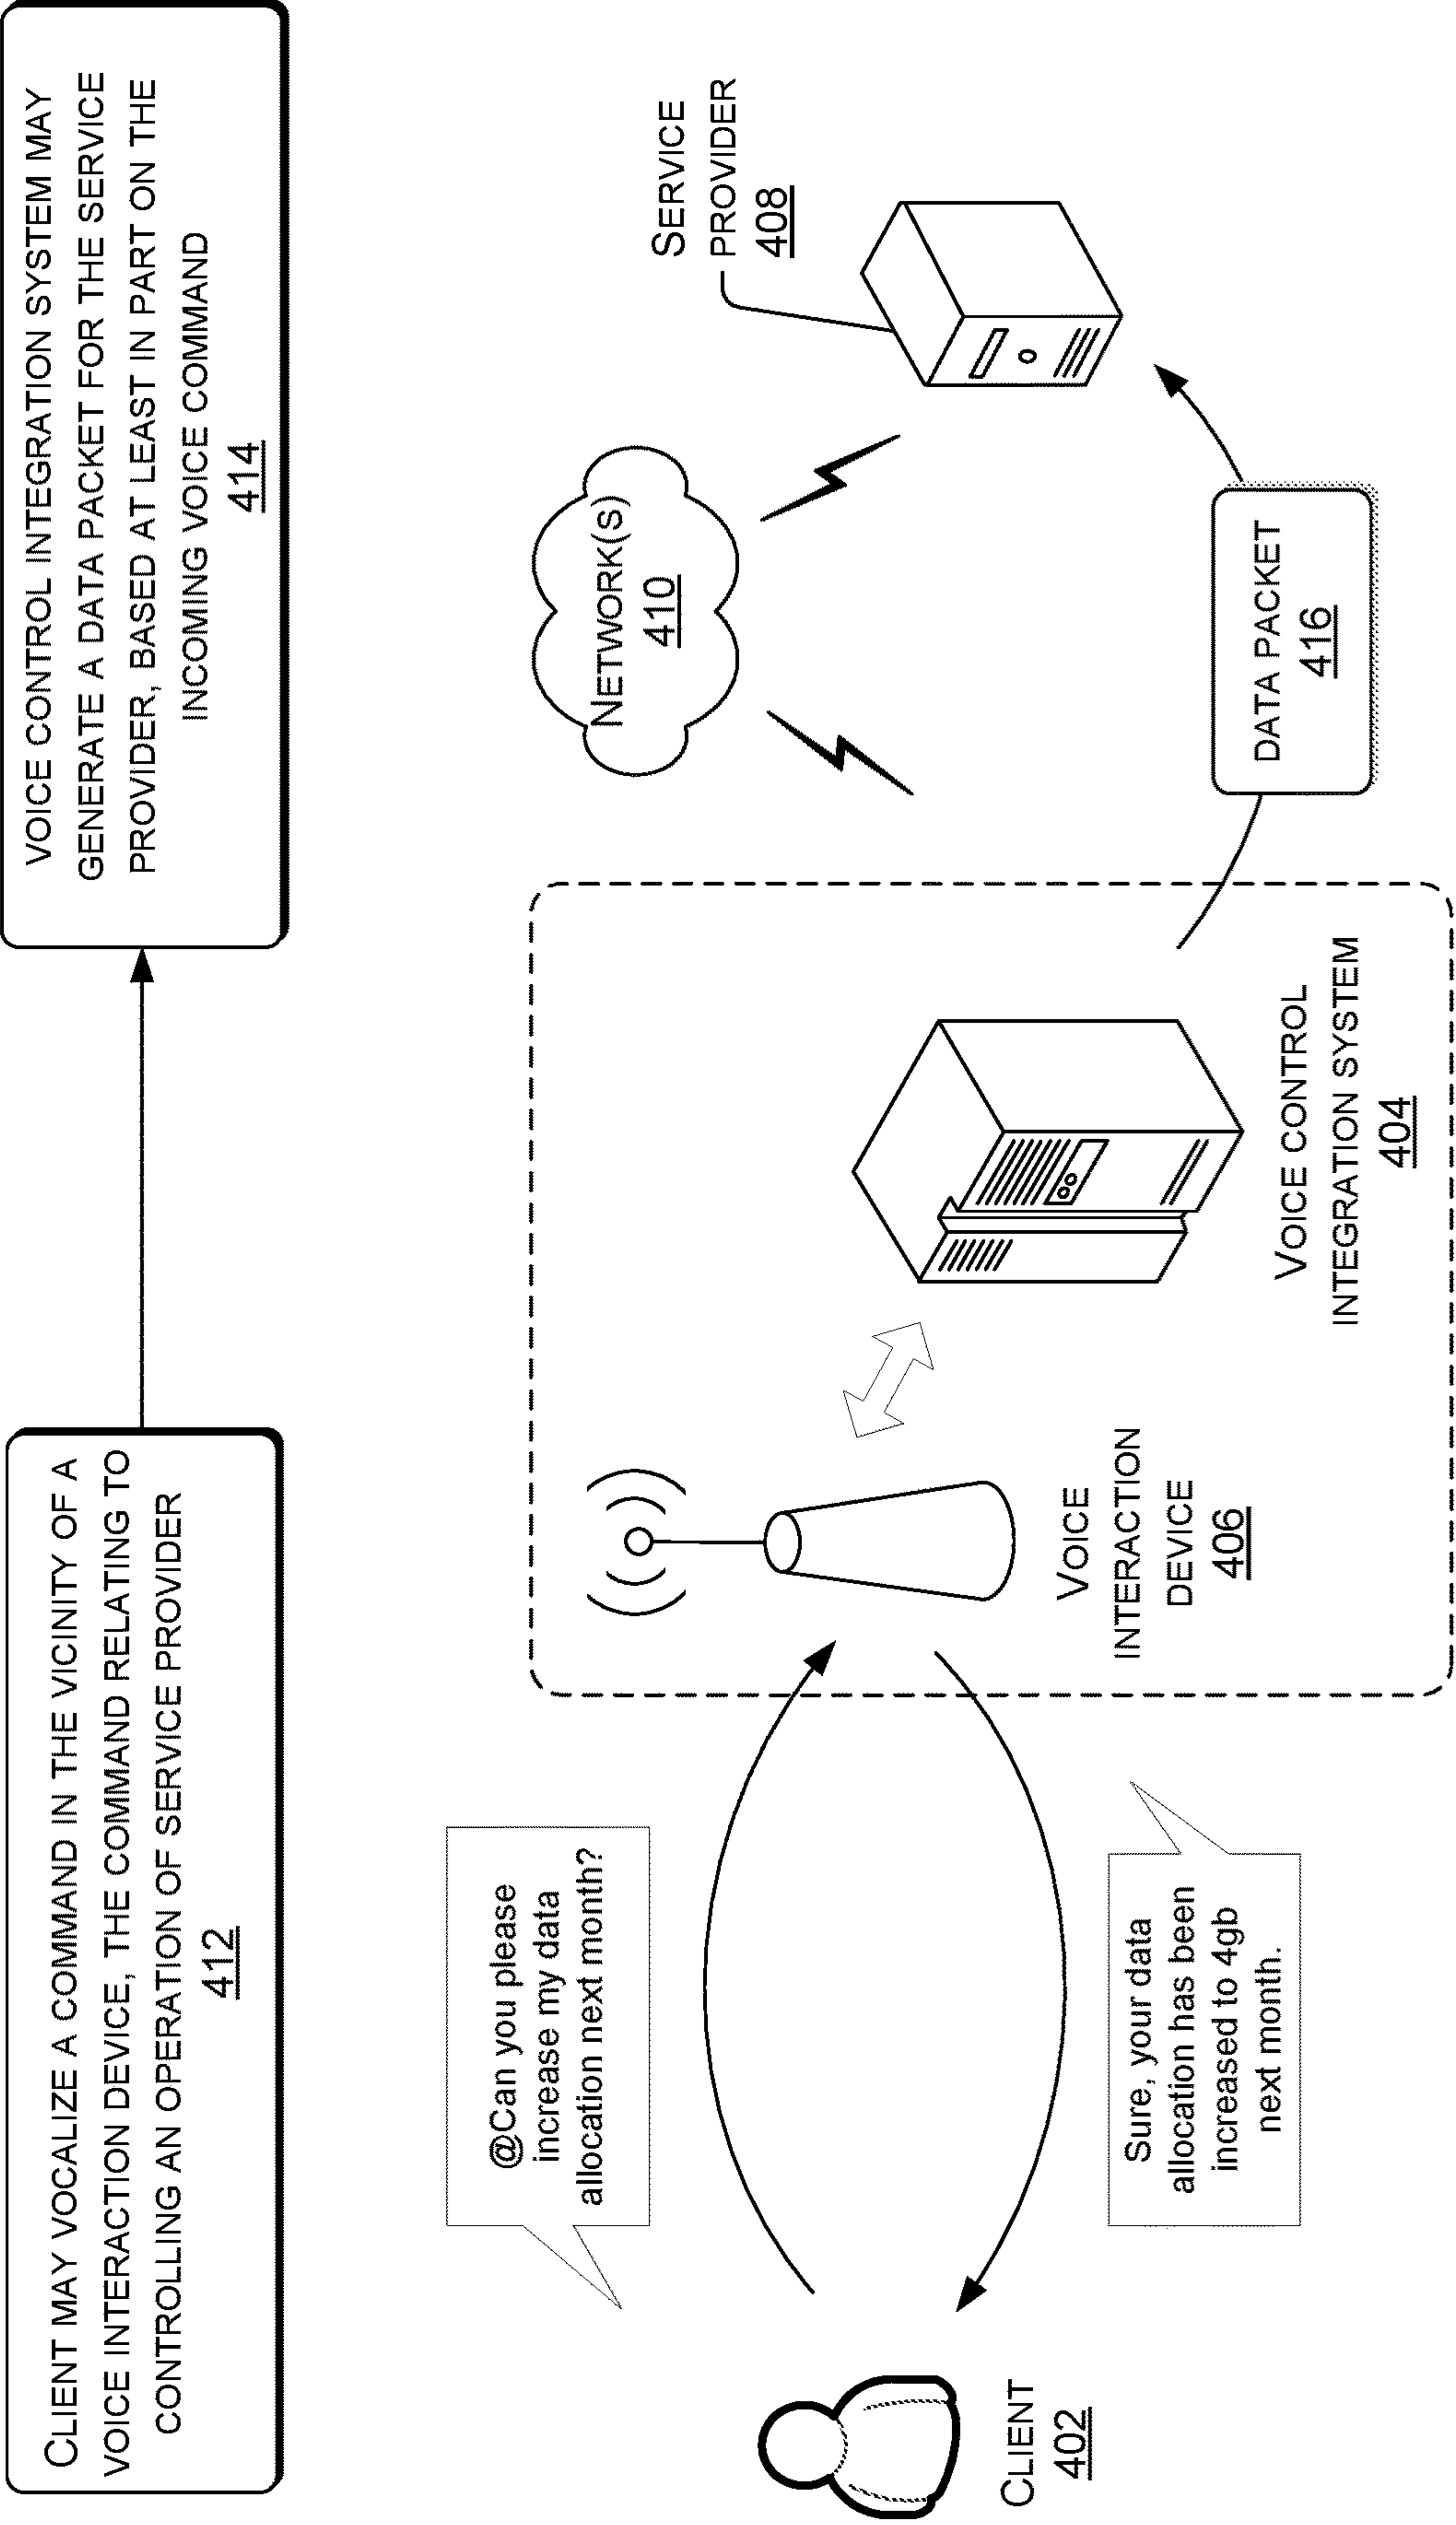 CLIENT MAY VOCALIZE A COMMAND IN THE VICINITY OF A
VOICE INTERACTION DEVICE, THE COMMAND RELATING TO
CONTROLLING AN OPERATION OF SERVICE PROVIDER
412
VOICE CONTROL INTEGRATION SYSTEM MAY
GENERATE A DATA PACKET FOR THE SERVICE
PROVIDER, BASED AT LEAST IN PART ON THE
INCOMING VOICE COMMAND
414
@Can you please
increase my data
allocation next month?
Sure, your data
allocation has been
increased to 4gb
next month.
CLIENT
402
VOICE
INTERACTION
DEVICE
406
VOICE CONTROL
INTEGRATION SYSTEM
404
NETWORK(S)
410
SERVICE
PROVIDER
408
DATA PACKET
416